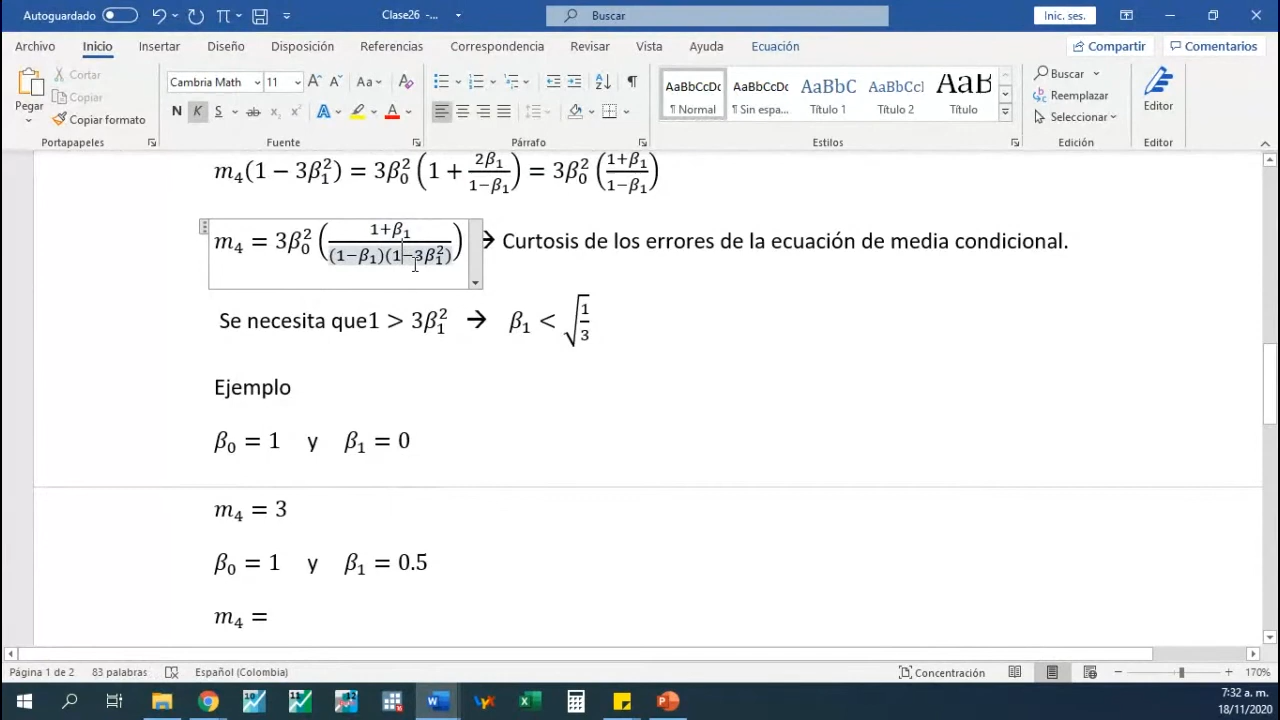 Autoguardado
Clase26 -...
Buscar
Inic. ses.
Archivo Inicio Insertar Diseño Disposición Referencias Correspondencia Revisar Vista Ayuda Ecuación
Compartir Comentarios
Pegar
Cortar
Copiar
Copiar formato
Portapapeles
Cambria Math 11
N K S
Fuente
Párrafo
AaBbCcDc AaBbCcDc AaBbC AaBbCcl AaB
¶ Normal ¶ Sin espa... Título 1 Título 2 Título
Estilos
Buscar
Reemplazar
Seleccionar
Edición
Editor
Editor
m₄(1 − 3β₁²) = 3β₀² (1 + 2β₁/(1−β₁)) = 3β₀² ((1+β₁)/(1−β₁))
m₄ = 3β₀² ((1+β₁)/((1−β₁)(1−3β₁²))) → Curtosis de los errores de la ecuación de media condicional.
Se necesita que1 > 3β₁² → β₁ < √(1/3)
Ejemplo
β₀ = 1 y β₁ = 0
m₄ = 3
β₀ = 1 y β₁ = 0.5
m₄ =
Página 1 de 2 83 palabras Español (Colombia) Concentración 170%
7:32 a. m.
18/11/2020